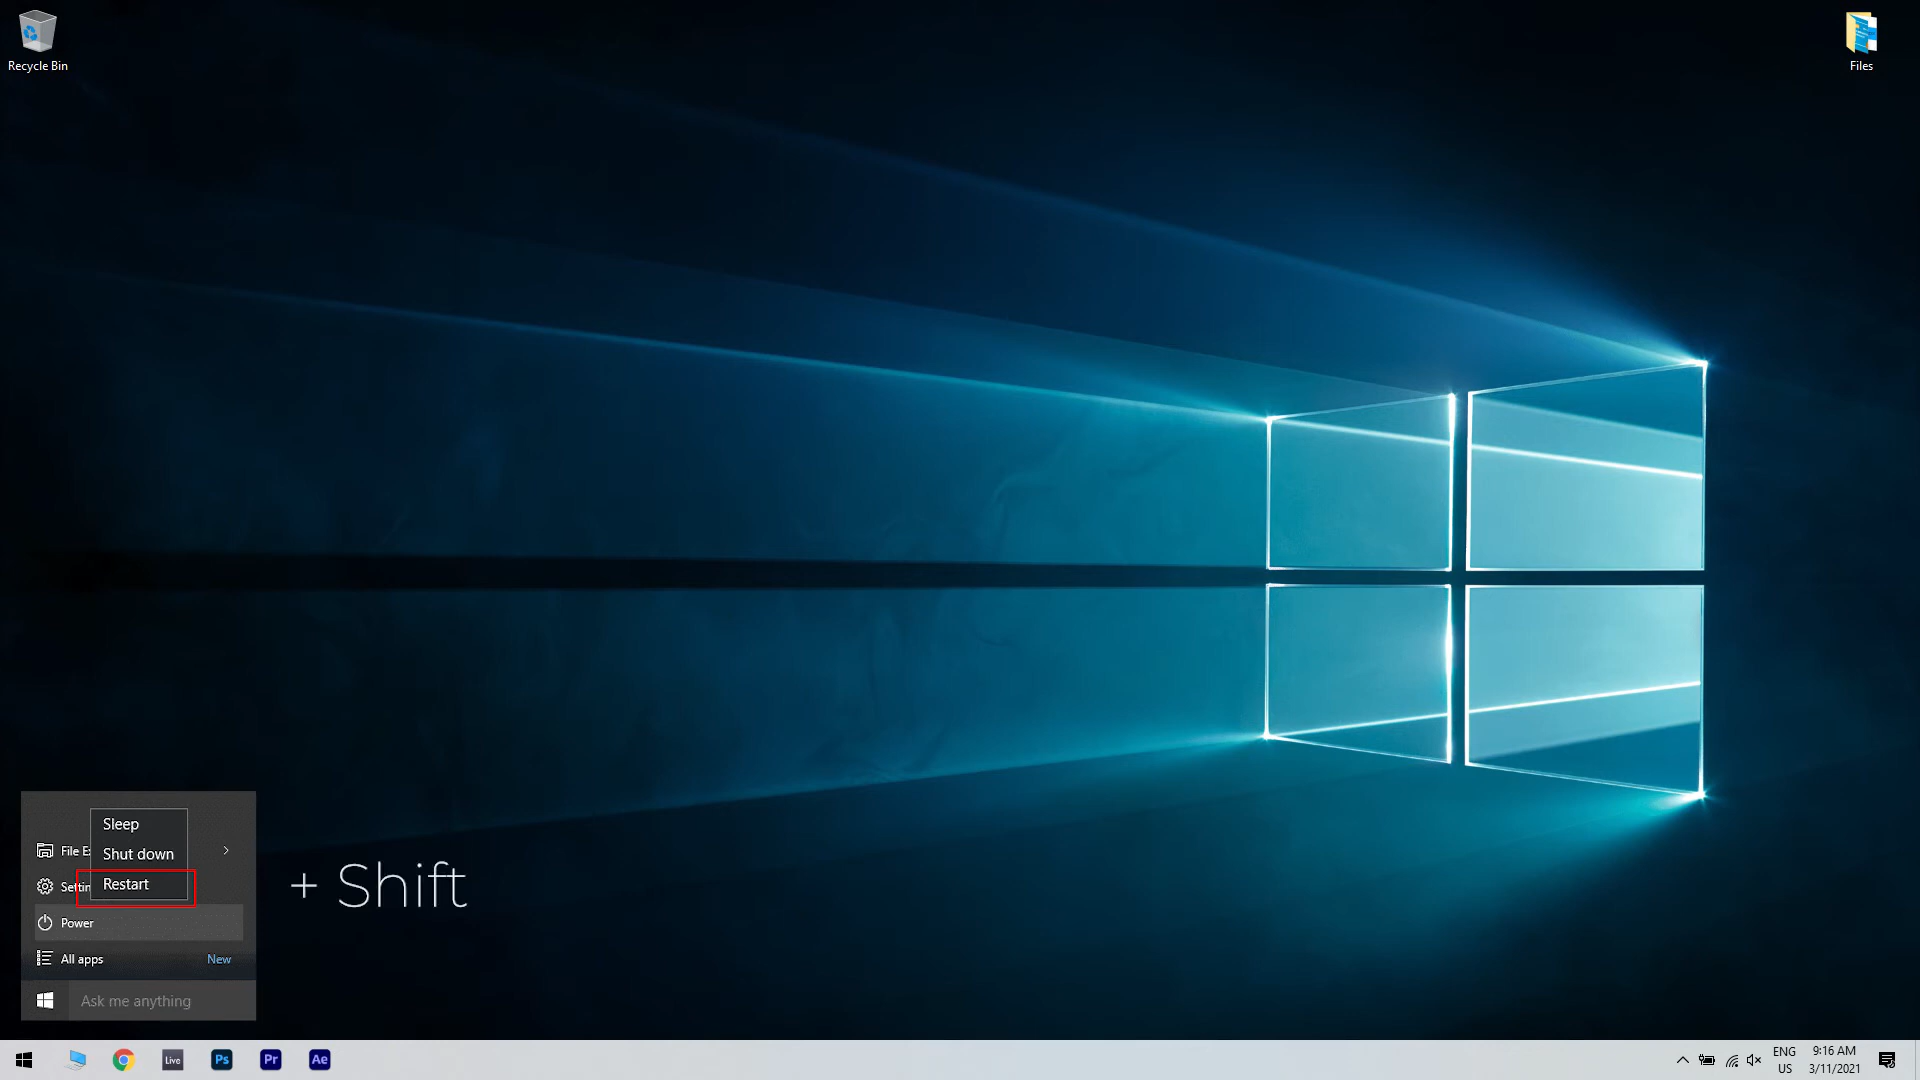 Recycle Bin
Files
Sleep
File E
Shut down
Settin
Restart
+ Shift
Power
All apps New
Ask me anything
Live
Ps
Pr
Ae
ENG
US
9:16 AM
3/11/2021